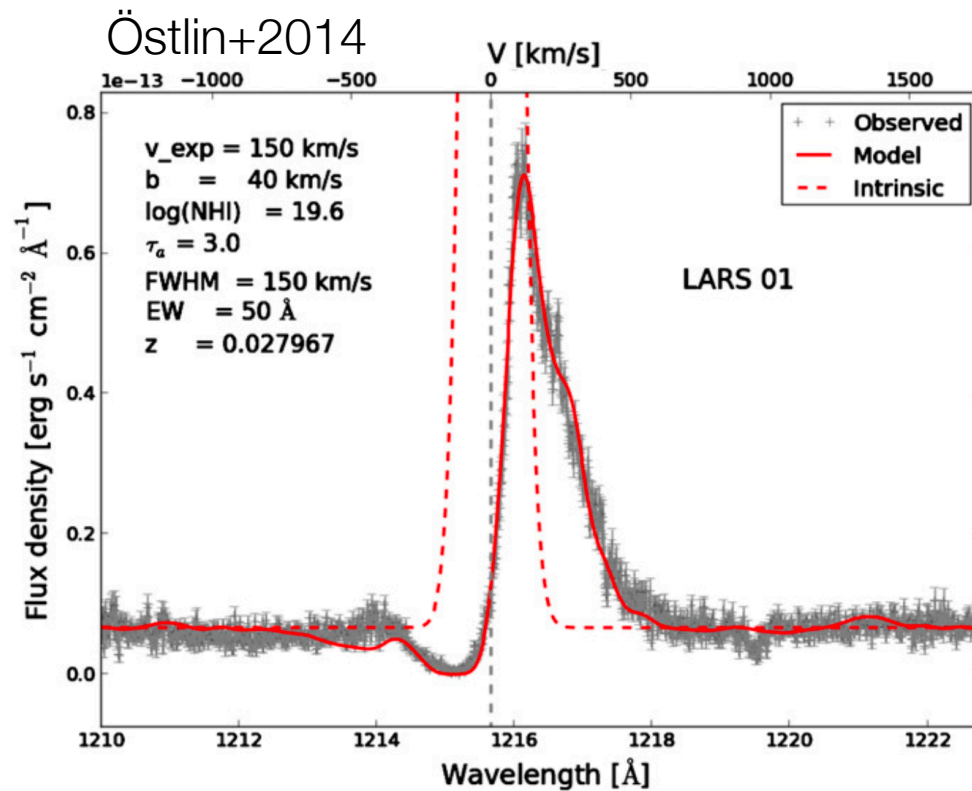 Östlin+2014
V [km/s]
1e-13 −1000 −500 0 500 1000 1500
0.8
0.6
0.4
0.2
0.0
Flux density [erg s⁻¹ cm⁻² Å⁻¹]
v_exp = 150 km/s
b = 40 km/s
log(NHI) = 19.6
τₐ = 3.0
FWHM = 150 km/s
EW = 50 Å
z = 0.027967
Observed
Model
Intrinsic
LARS 01
1210 1212 1214 1216 1218 1220 1222
Wavelength [Å]